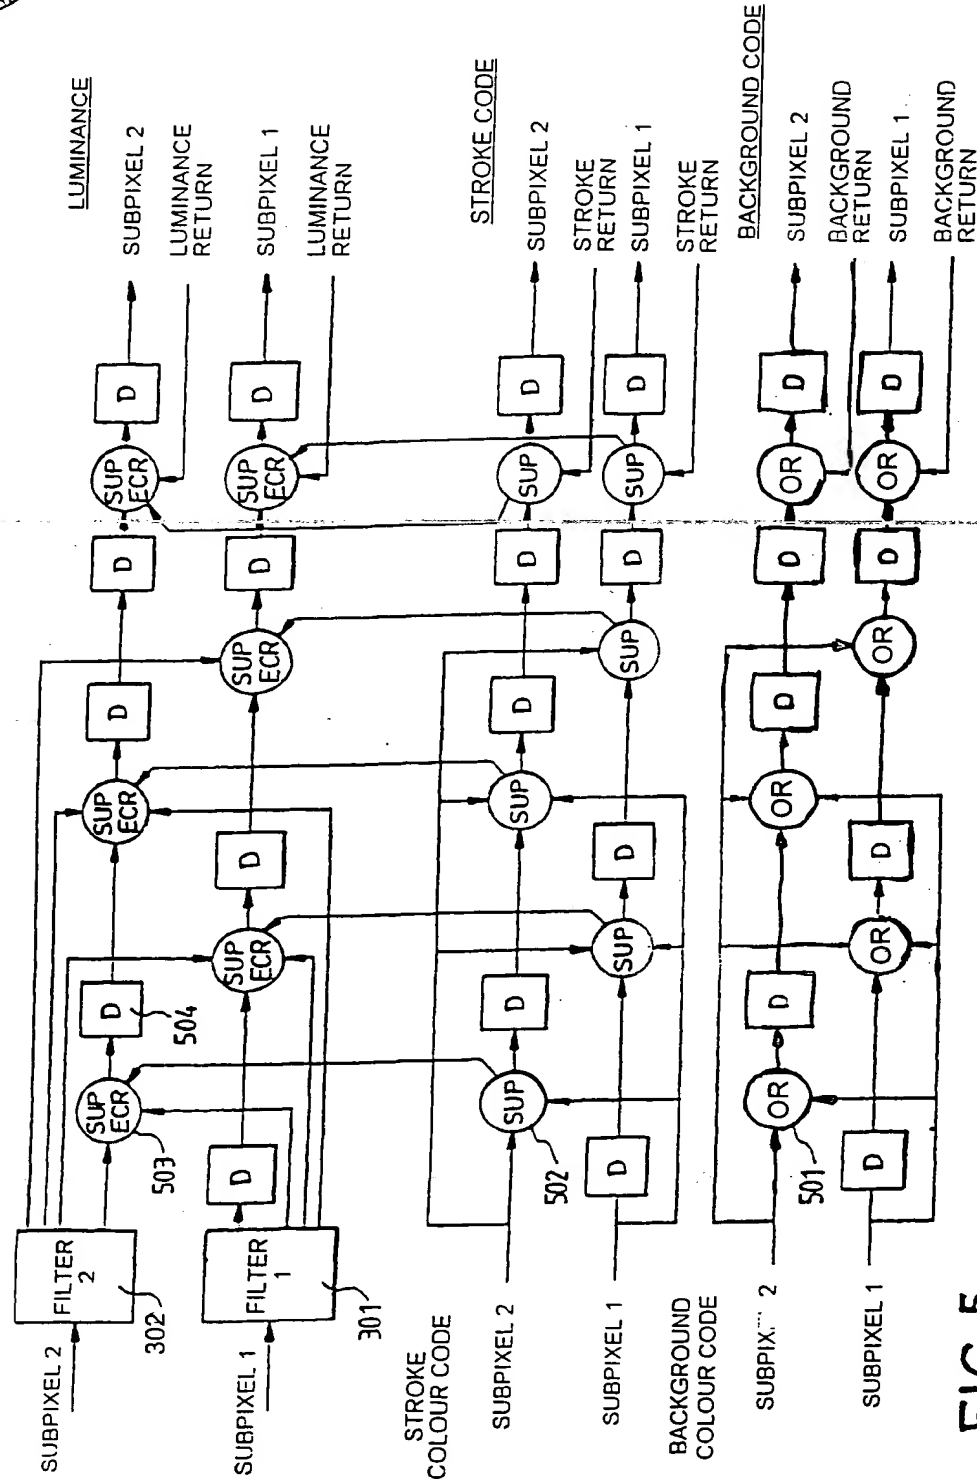 LUMINANCE
SUBPIXEL 2
FILTER
2
302
SUP
ECR
503
D
504
SUP
ECR
D
D
SUP
ECR
D
SUBPIXEL 2
LUMINANCE
RETURN
SUBPIXEL 1
FILTER
1
301
D
SUP
ECR
D
SUP
ECR
D
SUP
ECR
D
SUBPIXEL 1
LUMINANCE
RETURN
STROKE
COLOUR CODE
STROKE CODE
SUBPIXEL 2
502
SUP
D
SUP
D
D
SUP
D
SUBPIXEL 2
STROKE
RETURN
SUBPIXEL 1
D
SUP
D
SUP
D
SUP
D
SUBPIXEL 1
STROKE
RETURN
BACKGROUND
COLOUR CODE
BACKGROUND CODE
2
501
OR
D
OR
D
D
OR
D
SUBPIXEL 2
BACKGROUND
RETURN
SUBPIXEL 1
D
OR
D
OR
D
OR
D
SUBPIXEL 1
BACKGROUND
RETURN
FIG. 5